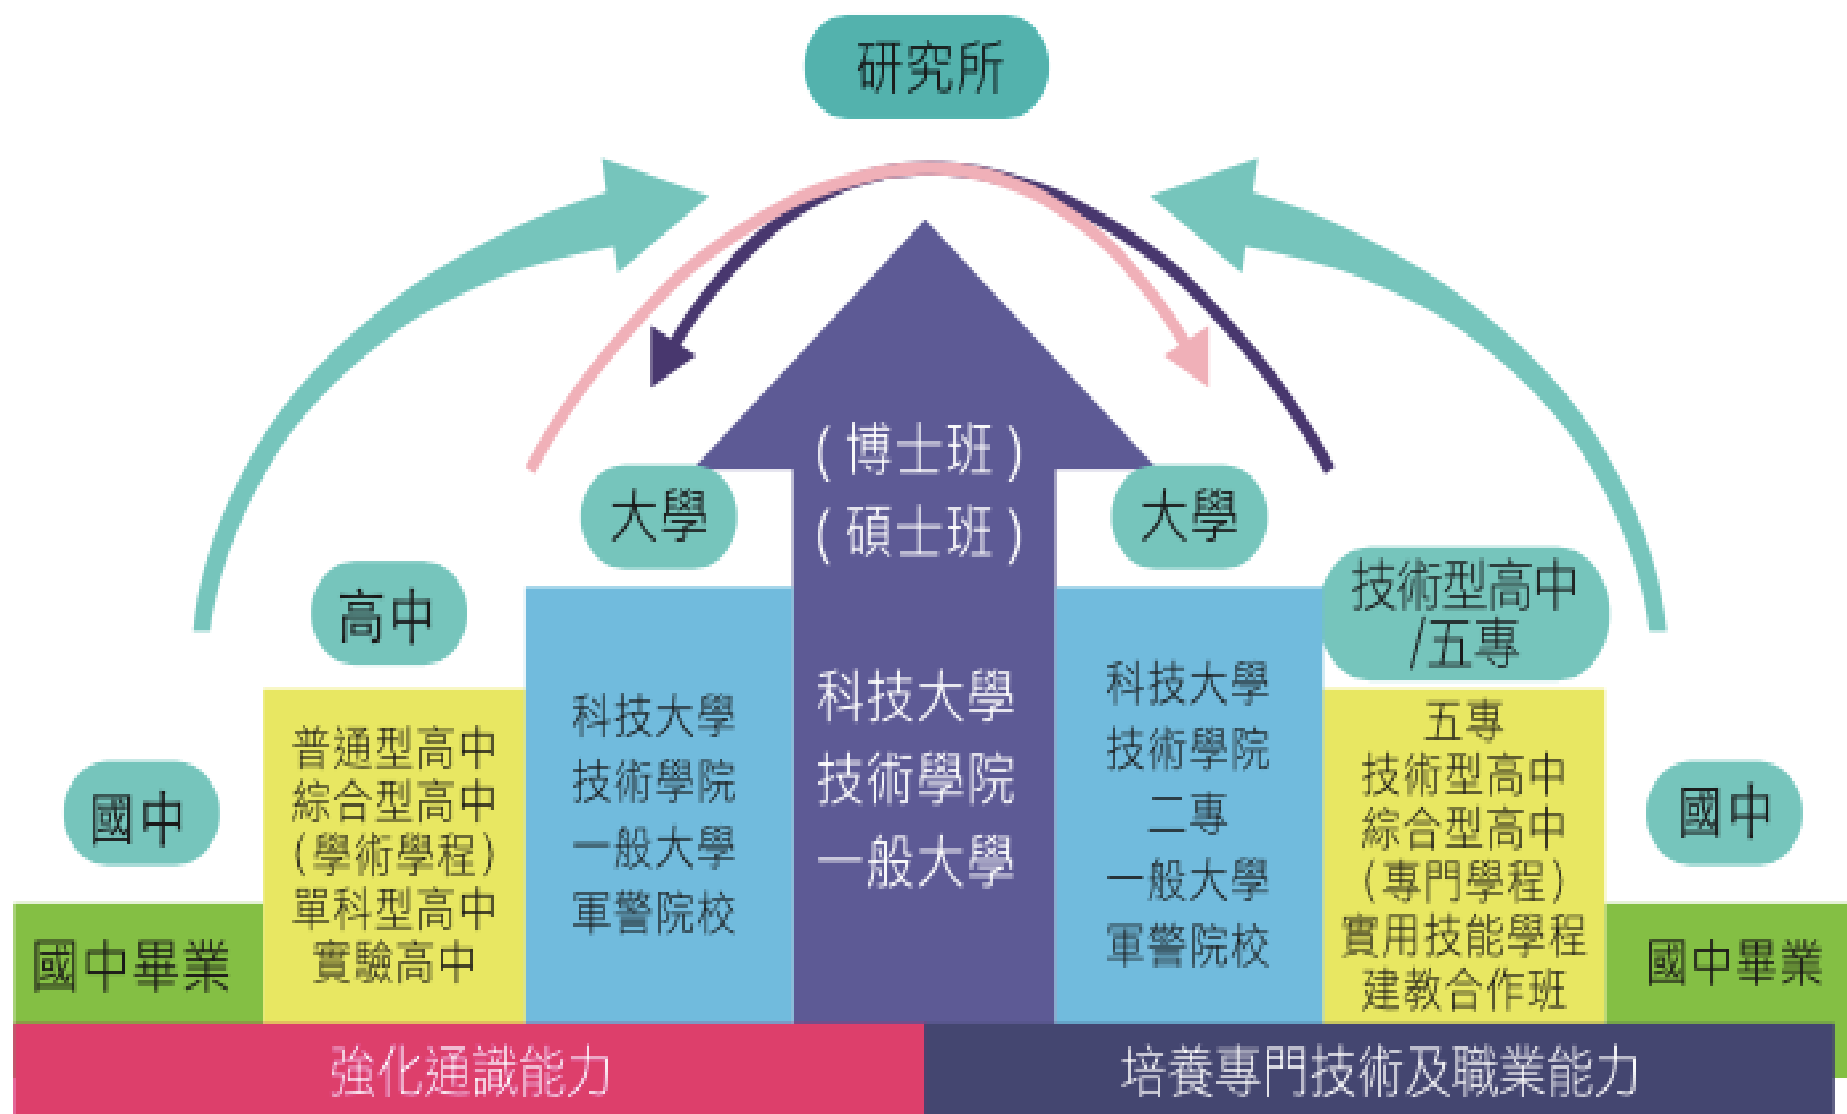 研究所
大學
(博士班)
(碩士班)
科技大學
技術學院
一般大學
大學
高中
技術型高中
/五專
國中
國中
國中畢業
普通型高中
綜合型高中
(學術學程)
單科型高中
實驗高中
科技大學
技術學院
一般大學
軍警院校
科技大學
技術學院
二專
一般大學
軍警院校
五專
技術型高中
綜合型高中
(專門學程)
實用技能學程
建教合作班
國中畢業
強化通識能力
培養專門技術及職業能力